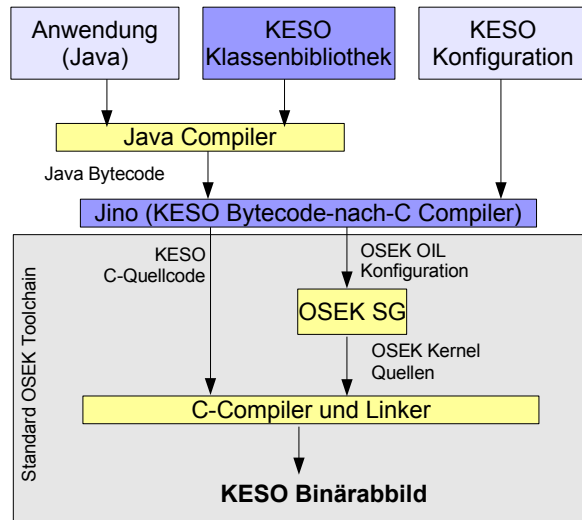 Anwendung
(Java)
KESO
Klassenbibliothek
KESO
Konfiguration
Java Compiler
Java Bytecode
Jino (KESO Bytecode-nach-C Compiler)
Standard OSEK Toolchain
KESO
C-Quellcode
OSEK OIL
Konfiguration
OSEK SG
OSEK Kernel
Quellen
C-Compiler und Linker
KESO Binärabbild